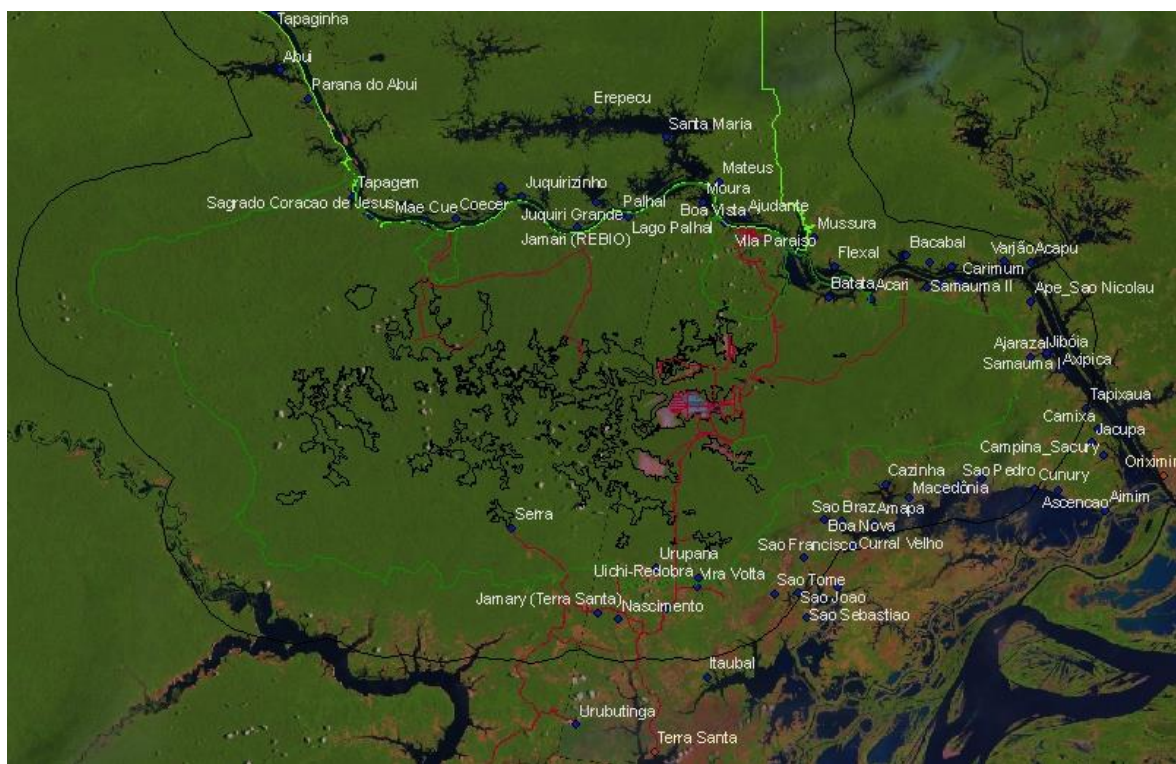 Tapaginha
Abui
Parana do Abui
Erepecu
Santa Maria
Mateus
Tapagem
Juquirizinho
Moura
Sagrado Coracao de Jesus
Mae Cue
Coecer
Palhal
Boa Vista
Ajudante
Juquiri Grande
Lago Palhal
Mussura
Jamari (REBIO)
Vila Paraiso
Flexal
Bacabal
Varjão
Acapu
Carimum
Batata
Acari
Samauma II
Ape_Sao Nicolau
Ajarazal
Jibóia
Samauma I
Axipica
Tapixaua
Camixa
Jacupa
Campina_Sacury
Oriximin
Cazinha
Sao Pedro
Cunury
Macedônia
Ascencao
Aimim
Serra
Sao Braz
Amapa
Boa Nova
Sao Francisco
Curral Velho
Urupana
Uichi-Redobra
Vira Volta
Sao Tome
Jamary (Terra Santa)
Nascimento
Sao Joao
Sao Sebastiao
Itaubal
Urubutinga
Terra Santa